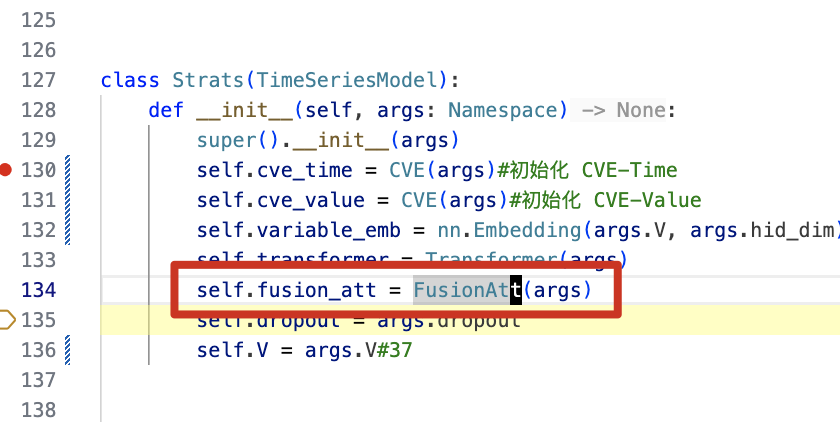 125
126
127 class Strats(TimeSeriesModel):
128 def __init__(self, args: Namespace) -> None:
129 super().__init__(args)
130 self.cve_time = CVE(args)#初始化 CVE-Time
131 self.cve_value = CVE(args)#初始化 CVE-Value
132 self.variable_emb = nn.Embedding(args.V, args.hid_dim)
133 self.transformer = Transformer(args)
134 self.fusion_att = FusionAtt(args)
135 self.dropout = args.dropout
136 self.V = args.V#37
137
138